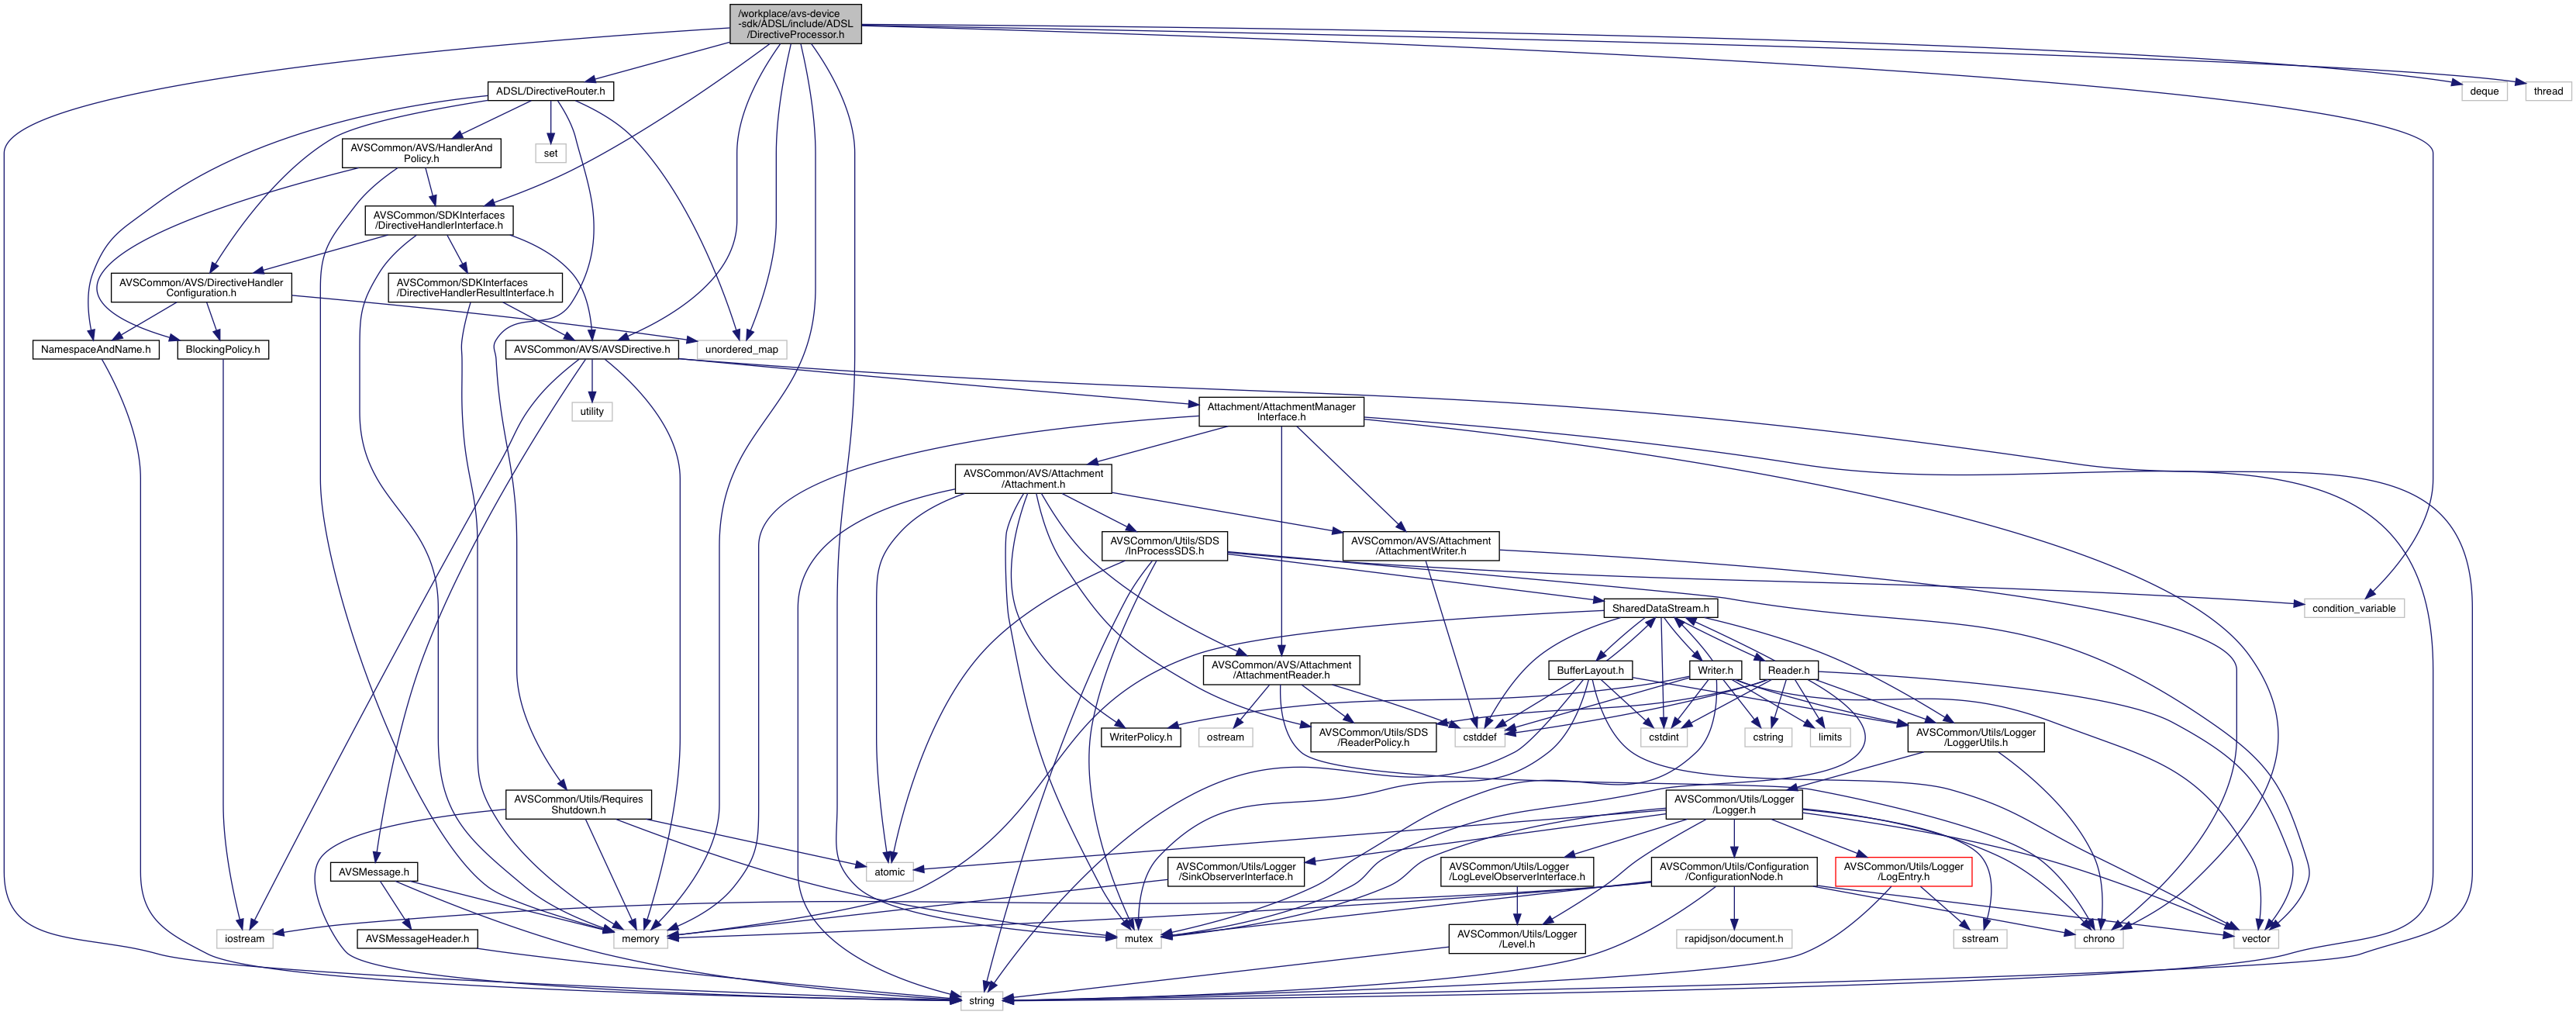 /workplace/avs-device
-sdk/ADSL/include/ADSL
/DirectiveProcessor.h
ADSL/DirectiveRouter.h
deque
thread
AVSCommon/AVS/HandlerAnd
Policy.h
set
AVSCommon/SDKInterfaces
/DirectiveHandlerInterface.h
AVSCommon/AVS/DirectiveHandler
Configuration.h
AVSCommon/SDKInterfaces
/DirectiveHandlerResultInterface.h
NamespaceAndName.h
BlockingPolicy.h
AVSCommon/AVS/AVSDirective.h
unordered_map
utility
Attachment/AttachmentManager
Interface.h
AVSCommon/AVS/Attachment
/Attachment.h
AVSCommon/Utils/SDS
/InProcessSDS.h
AVSCommon/AVS/Attachment
/AttachmentWriter.h
SharedDataStream.h
condition_variable
AVSCommon/AVS/Attachment
/AttachmentReader.h
BufferLayout.h
Writer.h
Reader.h
WriterPolicy.h
ostream
AVSCommon/Utils/SDS
/ReaderPolicy.h
cstddef
cstdint
cstring
limits
AVSCommon/Utils/Logger
/LoggerUtils.h
AVSCommon/Utils/Requires
Shutdown.h
AVSCommon/Utils/Logger
/Logger.h
AVSMessage.h
atomic
AVSCommon/Utils/Logger
/SinkObserverInterface.h
AVSCommon/Utils/Logger
/LogLevelObserverInterface.h
AVSCommon/Utils/Configuration
/ConfigurationNode.h
AVSCommon/Utils/Logger
/LogEntry.h
iostream
AVSMessageHeader.h
memory
mutex
AVSCommon/Utils/Logger
/Level.h
rapidjson/document.h
sstream
chrono
vector
string